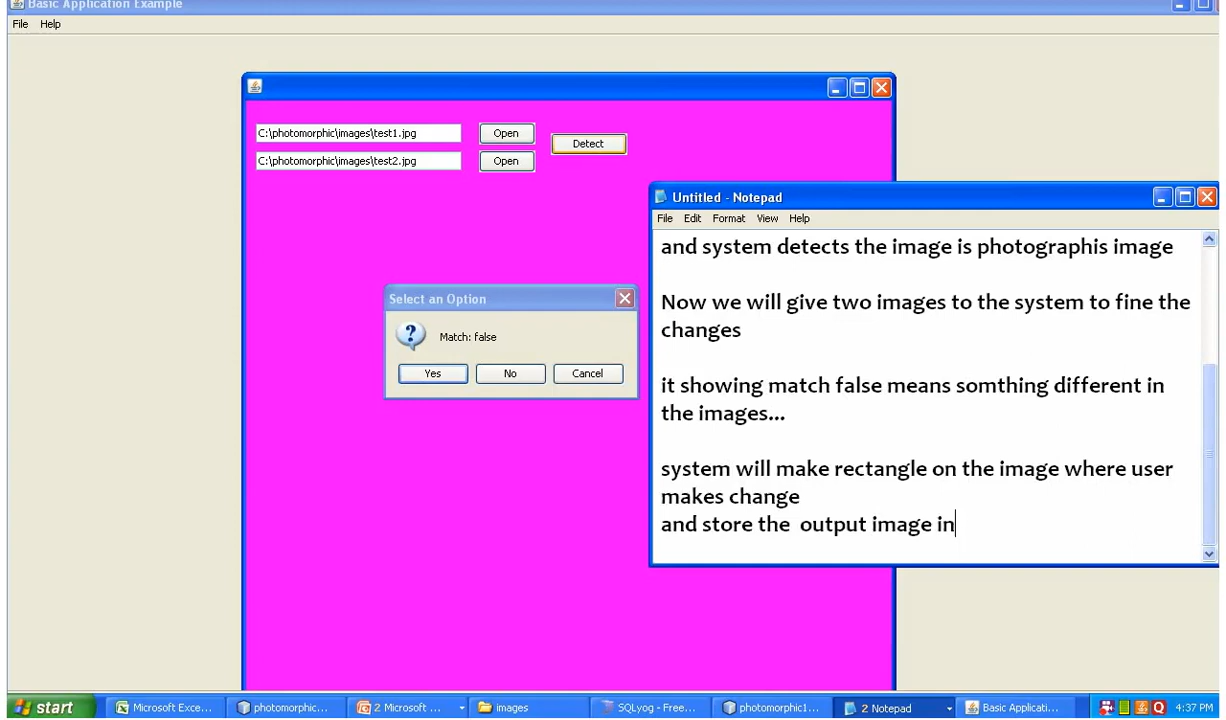 Basic Application Example
File Help
C:\photomorphic\images\test1.jpg Open
Detect
C:\photomorphic\images\test2.jpg Open
Untitled - Notepad
File Edit Format View Help
and system detects the image is photographis image
Now we will give two images to the system to fine the
changes
it showing match false means somthing different in
the images...
system will make rectangle on the image where user
makes change
and store the  output image in
Select an Option
Match: false
Yes No Cancel
start Microsoft Exce... photomorphic... 2 Microsoft ... images SQLyog - Free... photomorphic1... 2 Notepad Basic Applicati... 4:37 PM